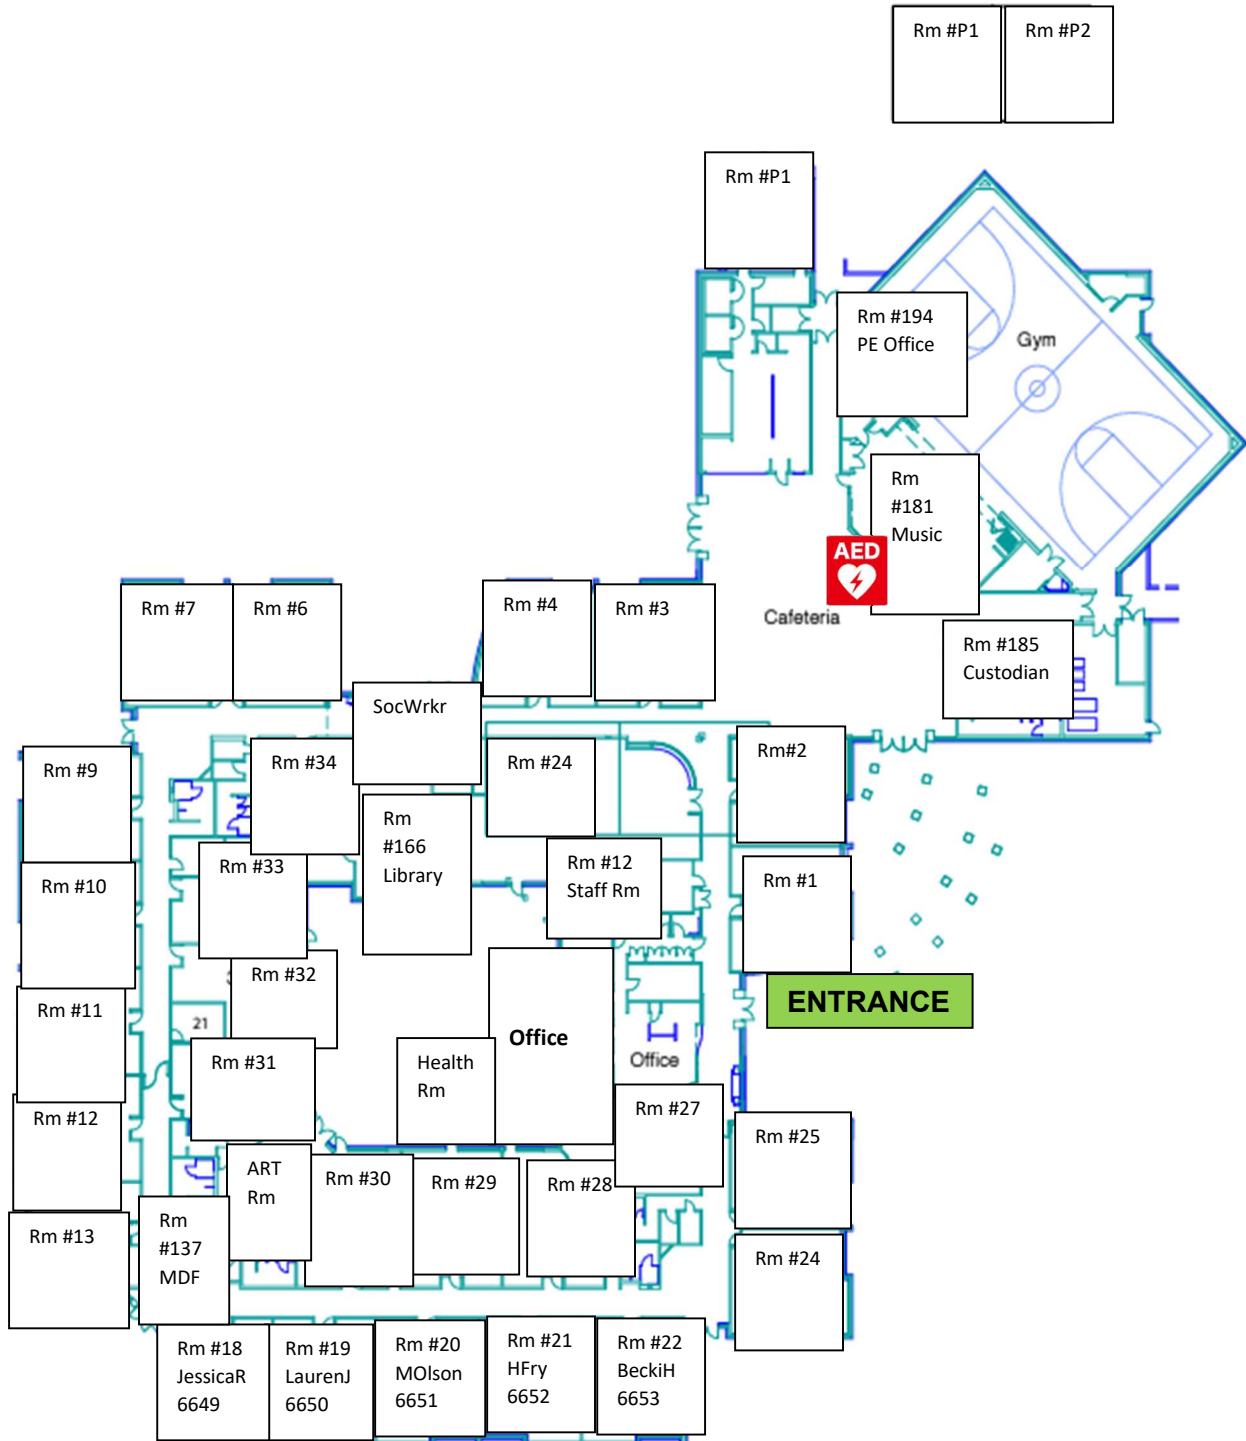 Rm #P1
Rm #P2
Rm #P1
Rm #194
PE Office
Gym
Rm
#181
Music
AED
Cafeteria
Rm #185
Custodian
Rm #7
Rm #6
Rm #4
Rm #3
SocWrkr
Rm #34
Rm #24
Rm#2
Rm #9
Rm
#166
Library
Rm #33
Rm #12
Staff Rm
Rm #1
Rm #10
Rm #32
ENTRANCE
Rm #11
21
Office
Office
Rm #31
Health
Rm
Rm #27
Rm #12
Rm #25
ART
Rm
Rm #30
Rm #29
Rm #28
Rm #13
Rm
#137
MDF
Rm #24
Rm #18
JessicaR
6649
Rm #19
LaurenJ
6650
Rm #20
MOlson
6651
Rm #21
HFry
6652
Rm #22
BeckiH
6653